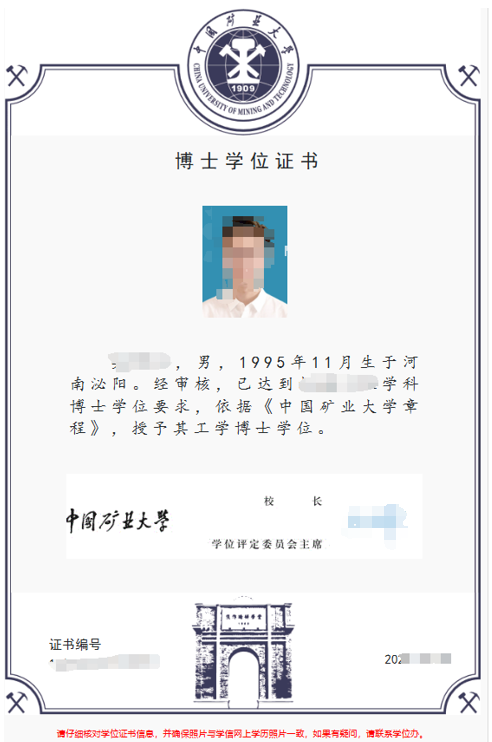 中国矿业大学
CHINA UNIVERSITY OF MINING AND TECHNOLOGY
1909
博士学位证书
，男，1995年11月生于河
南泌阳。经审核，已达到
学科
博士学位要求，依据《中国矿业大学章
程》，授予其工学博士学位。
校 长
中国矿业大学
学位评定委员会主席
证书编号
202
请仔细核对学位证书信息，并确保照片与学信网上学历照片一致，如果有疑问，请联系学位办。